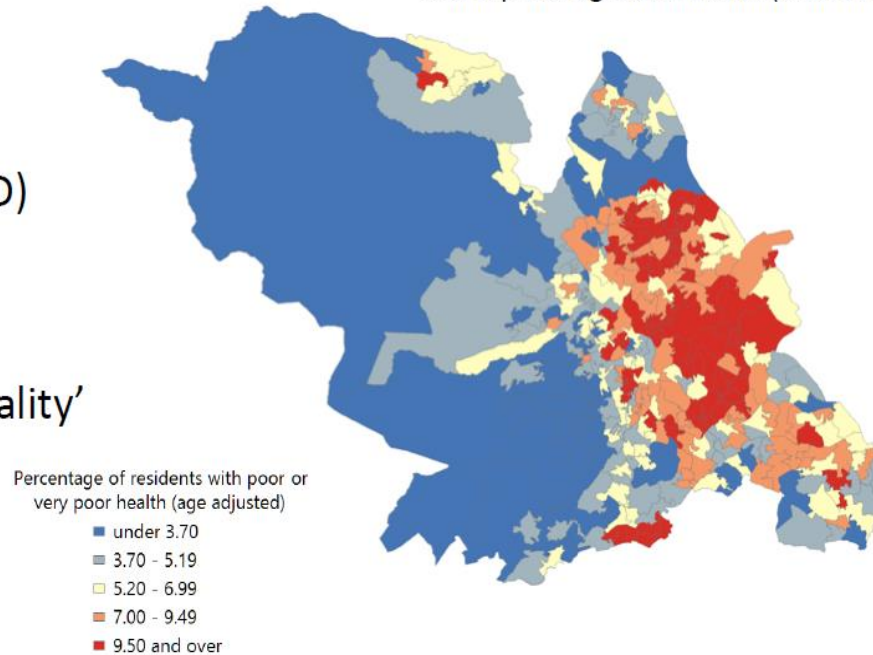 D)
ality’
Percentage of residents with poor or
very poor health (age adjusted)
under 3.70
3.70 - 5.19
5.20 - 6.99
7.00 - 9.49
9.50 and over